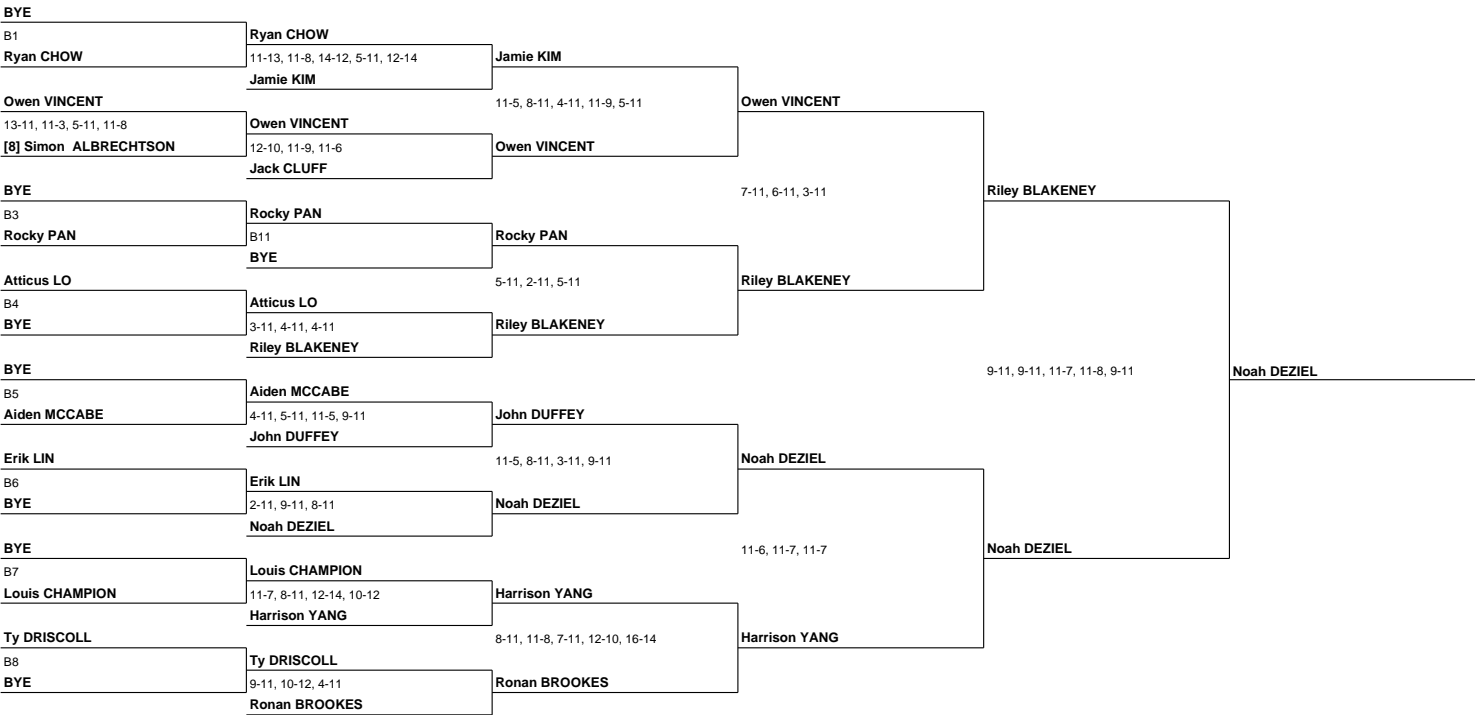 BYE
B1
Ryan CHOW
Owen VINCENT
13-11, 11-3, 5-11, 11-8
[8] Simon  ALBRECHTSON
BYE
B3
Rocky PAN
Atticus LO
B4
BYE
BYE
B5
Aiden MCCABE
Erik LIN
B6
BYE
BYE
B7
Louis CHAMPION
Ty DRISCOLL
B8
BYE
Ryan CHOW
11-13, 11-8, 14-12, 5-11, 12-14
Jamie KIM
Owen VINCENT
12-10, 11-9, 11-6
Jack CLUFF
Rocky PAN
B11
BYE
Atticus LO
3-11, 4-11, 4-11
Riley BLAKENEY
Aiden MCCABE
4-11, 5-11, 11-5, 9-11
John DUFFEY
Erik LIN
2-11, 9-11, 8-11
Noah DEZIEL
Louis CHAMPION
11-7, 8-11, 12-14, 10-12
Harrison YANG
Ty DRISCOLL
9-11, 10-12, 4-11
Ronan BROOKES
Jamie KIM
11-5, 8-11, 4-11, 11-9, 5-11
Owen VINCENT
Rocky PAN
5-11, 2-11, 5-11
Riley BLAKENEY
John DUFFEY
11-5, 8-11, 3-11, 9-11
Noah DEZIEL
Harrison YANG
8-11, 11-8, 7-11, 12-10, 16-14
Ronan BROOKES
Owen VINCENT
7-11, 6-11, 3-11
Riley BLAKENEY
Noah DEZIEL
11-6, 11-7, 11-7
Harrison YANG
Riley BLAKENEY
9-11, 9-11, 11-7, 11-8, 9-11
Noah DEZIEL
Noah DEZIEL